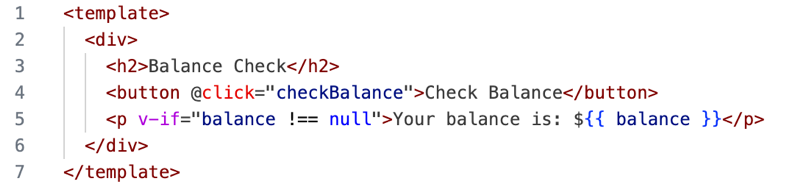 1 <template>
2   <div>
3     <h2>Balance Check</h2>
4     <button @click="checkBalance">Check Balance</button>
5     <p v-if="balance !== null">Your balance is: ${{ balance }}</p>
6   </div>
7 </template>